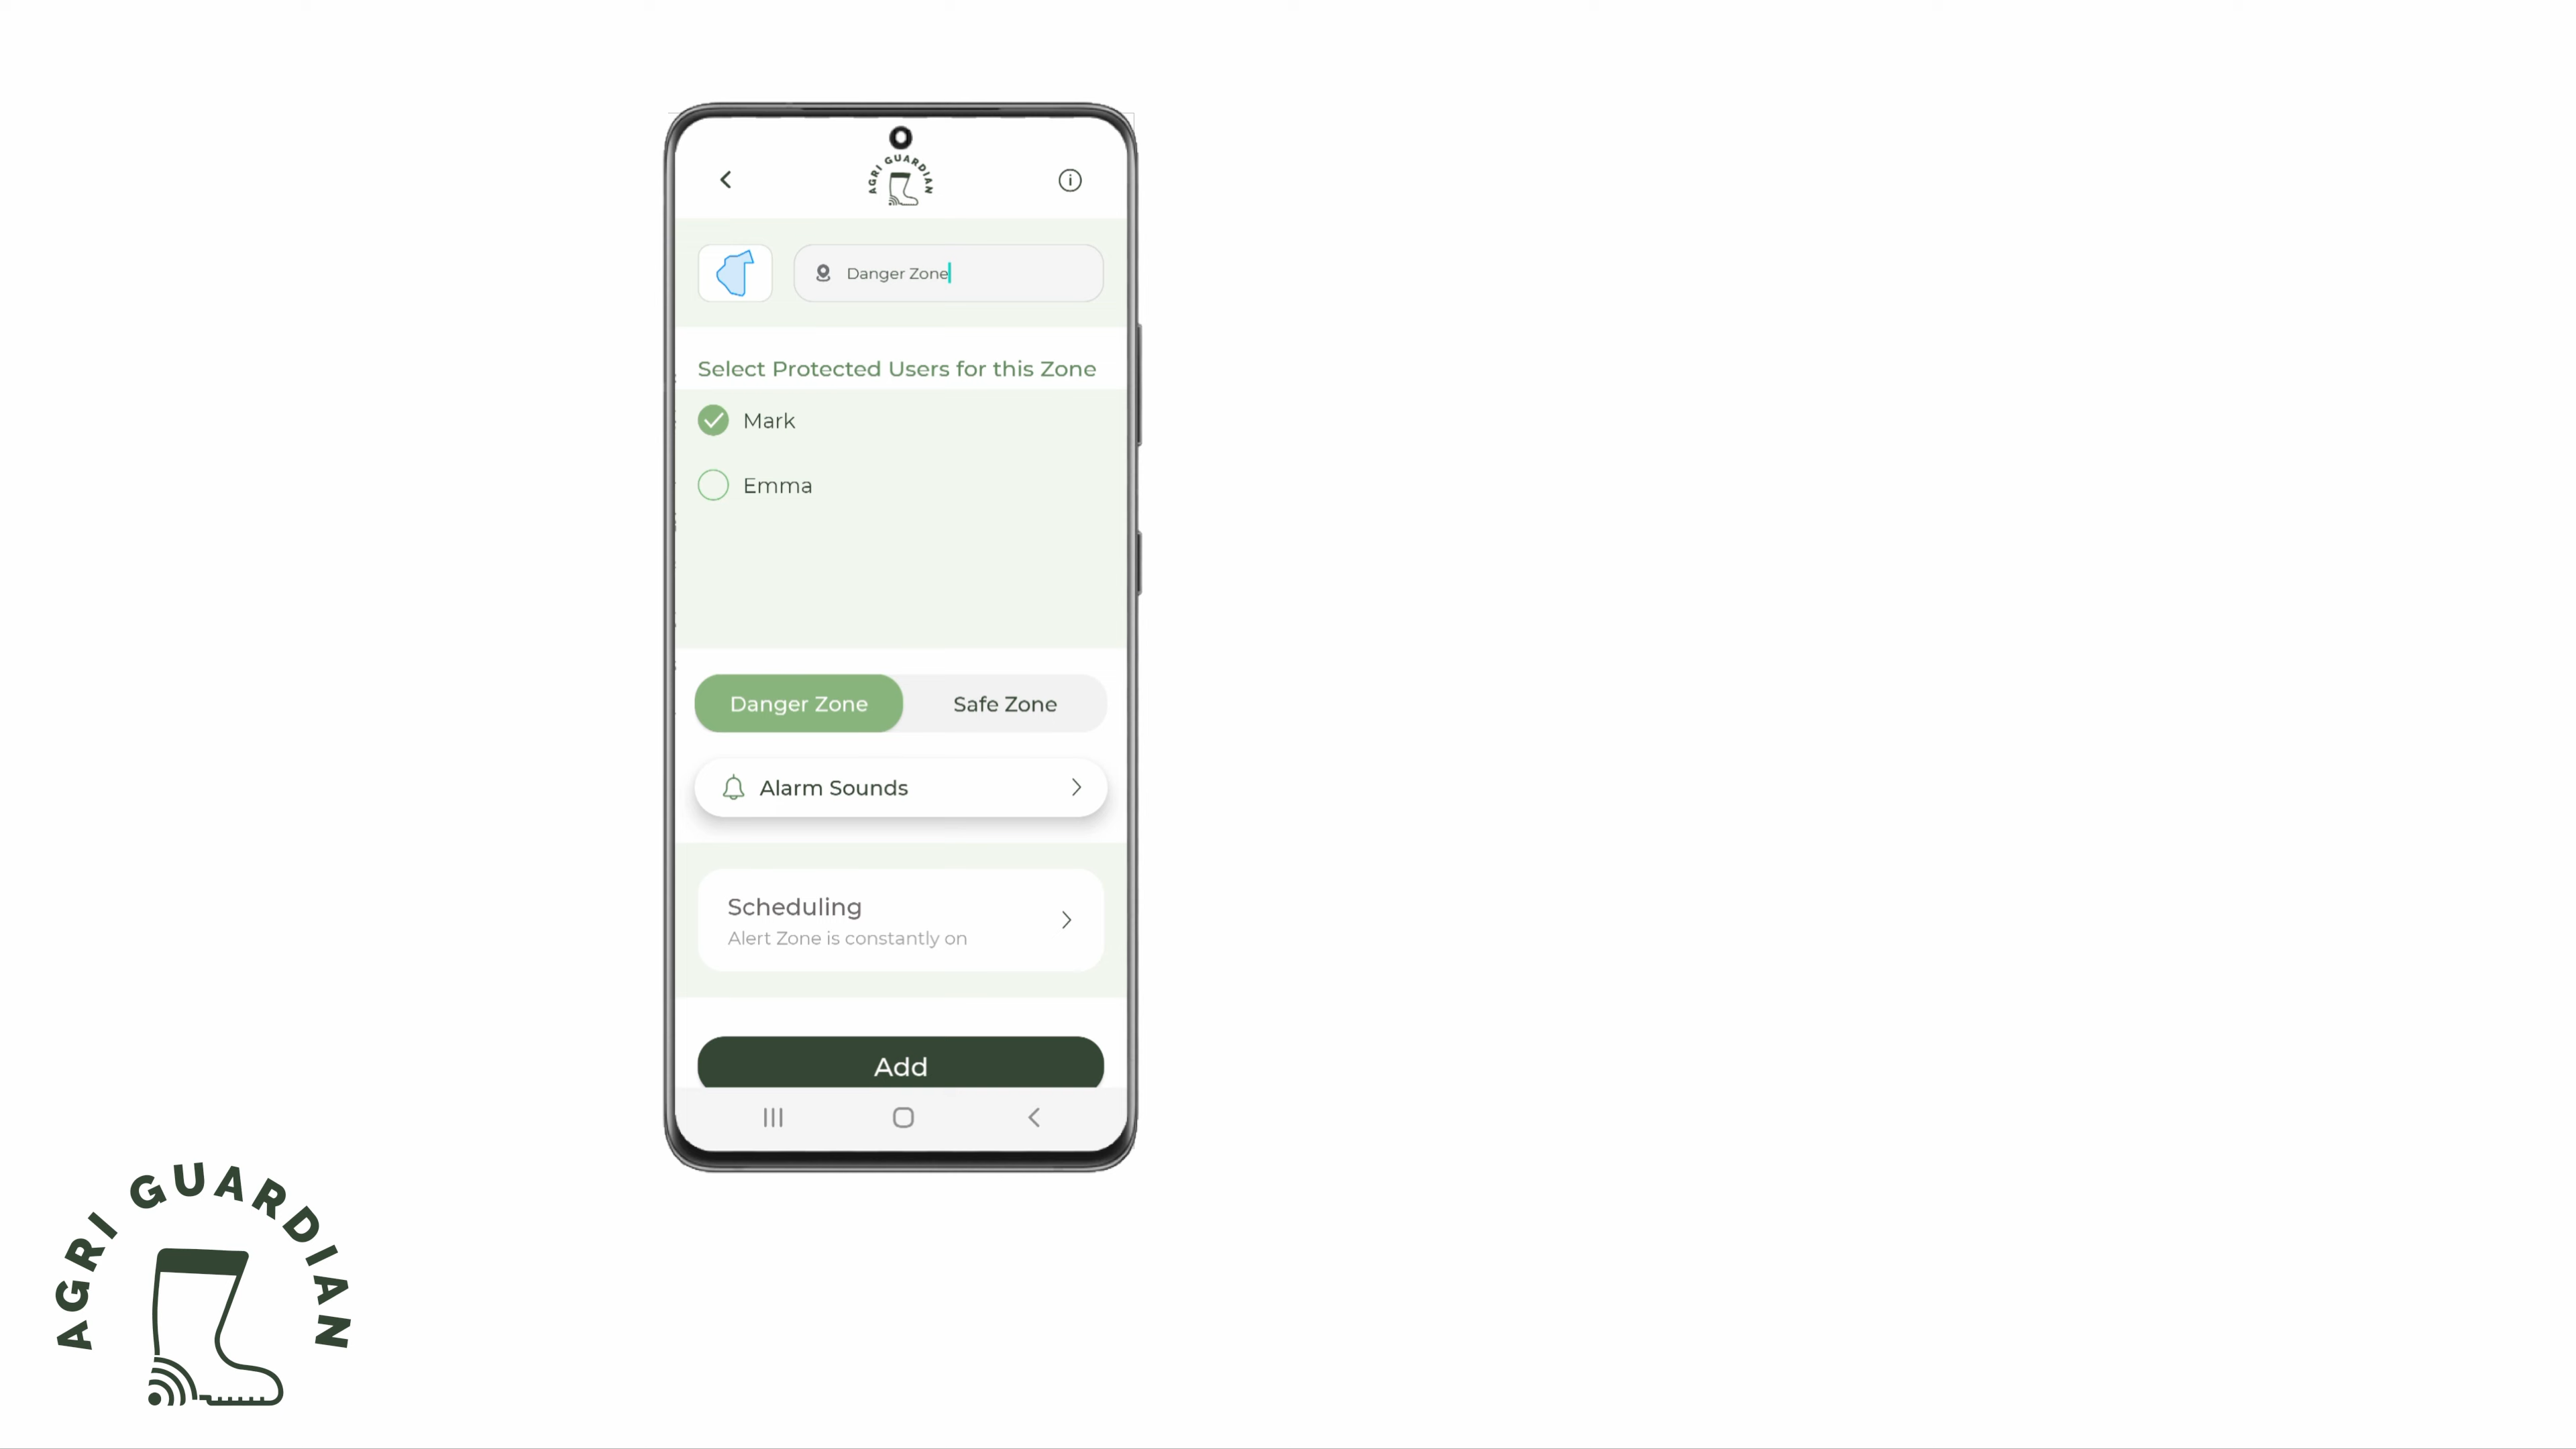 AGRI GUARDIAN
Danger Zone
Select Protected Users for this Zone
Mark
Emma
Danger Zone
Safe Zone
Alarm Sounds
Scheduling
Alert Zone is constantly on
Add
AGRI GUARDIAN